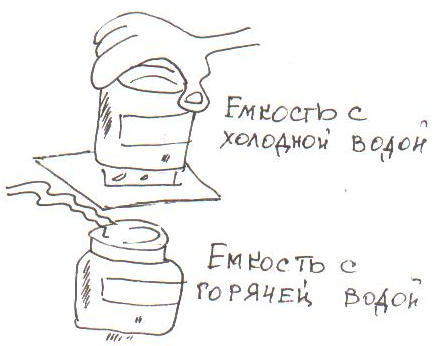 Емкость с
холодной водой
Емкость с
горячей водой